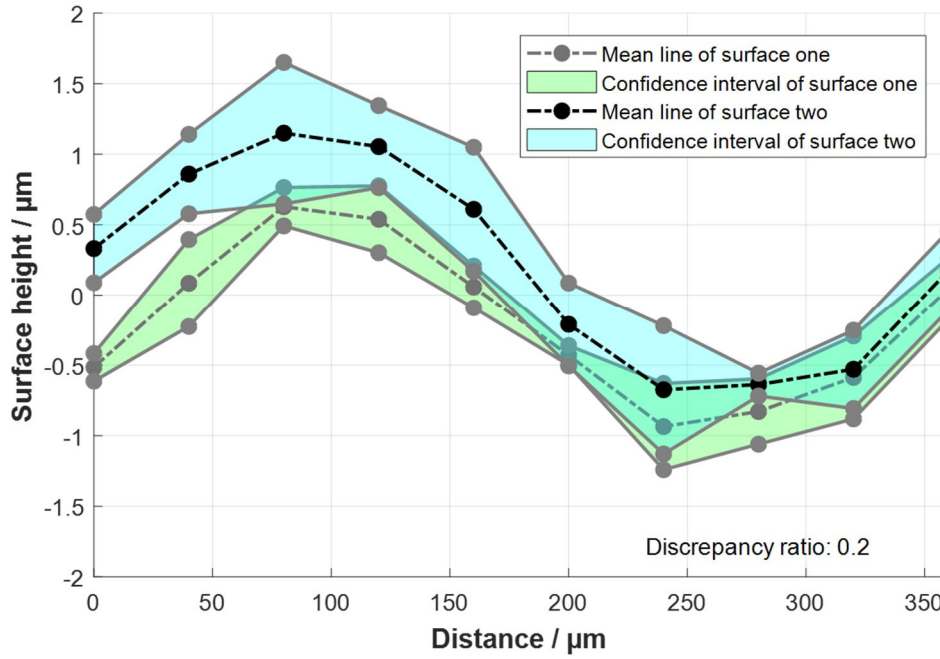 2
1.5
1
0.5
0
-0.5
-1
-1.5
-2
Surface height / µm
Mean line of surface one
Confidence interval of surface one
Mean line of surface two
Confidence interval of surface two
Discrepancy ratio: 0.2
0 50 100 150 200 250 300 350
Distance / µm